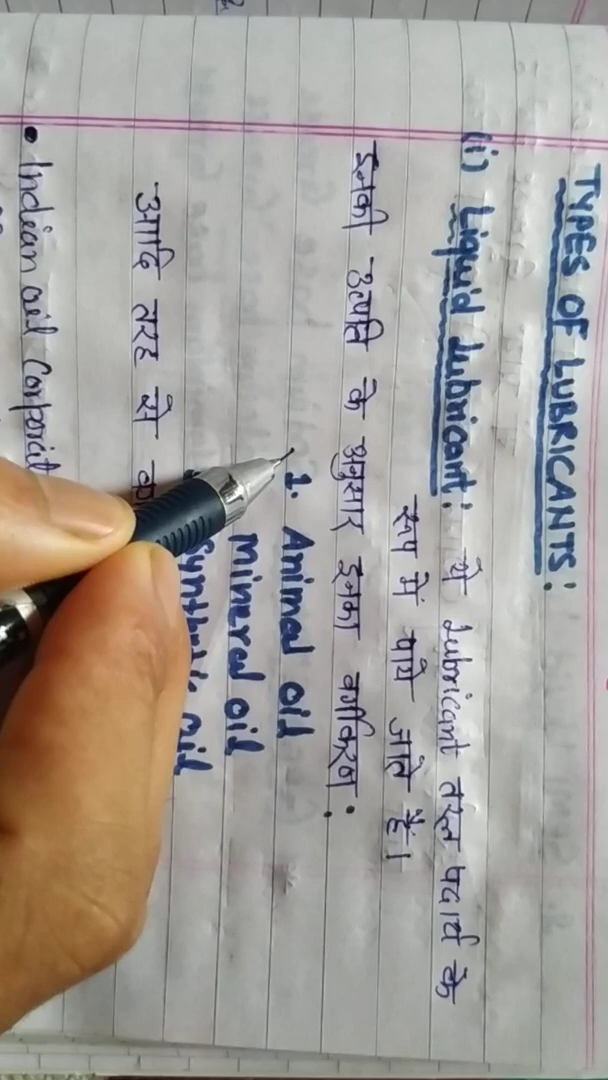 TYPES OF LUBRICANTS:
(i) Liquid Lubricant: ये Lubricant तरल पदार्थ के
रूप में पाये जाते हैं।
इनकी उत्पत्ति के अनुसार इनका वर्गीकरण:
1. Animal oil
Mineral oil
oil
आदि तरह से
• Indian oil